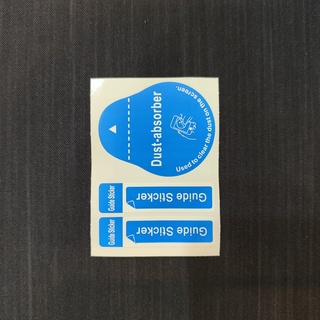 Dust-absorber
Used to clear the dust on the screen.
Guide Sticker
Guide Sticker
Guide Sticker
Guide Sticker